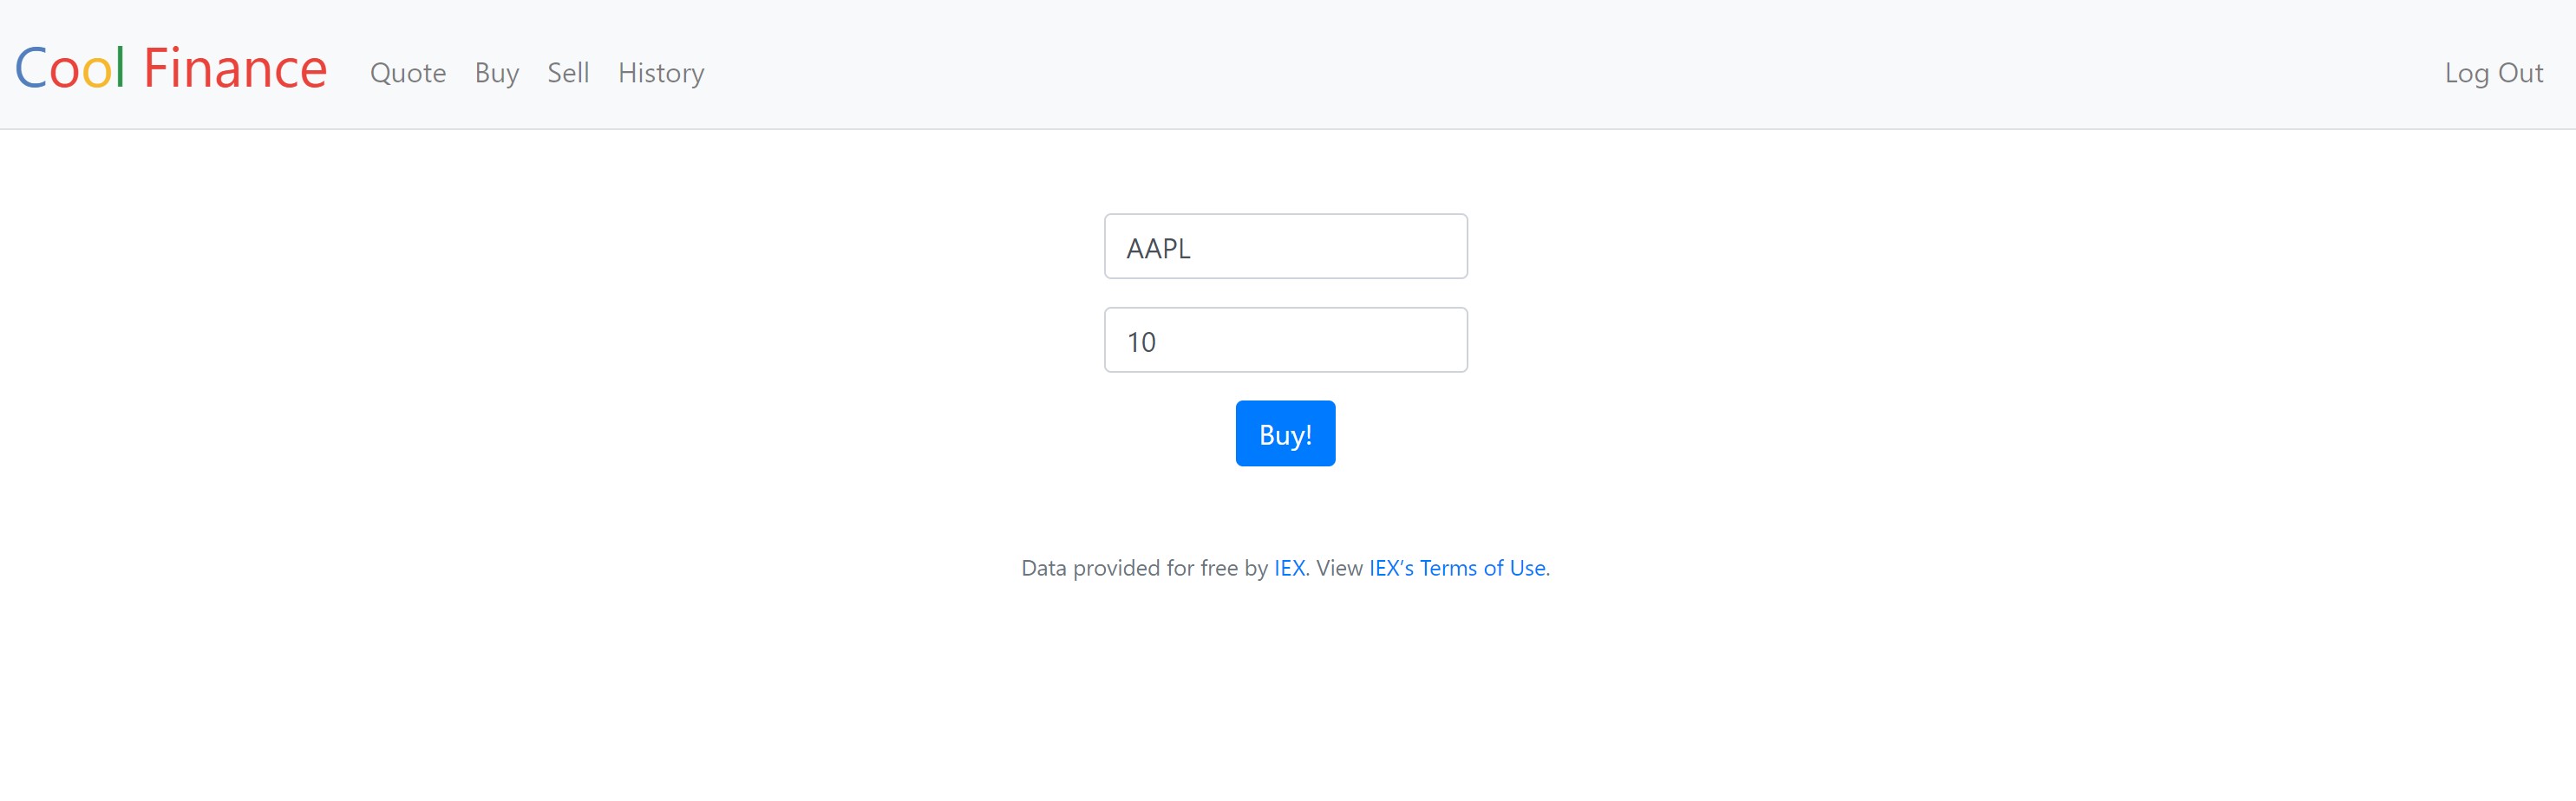 Cool Finance Quote Buy Sell History Log Out
AAPL
10
Buy!
Data provided for free by IEX. View IEX’s Terms of Use.